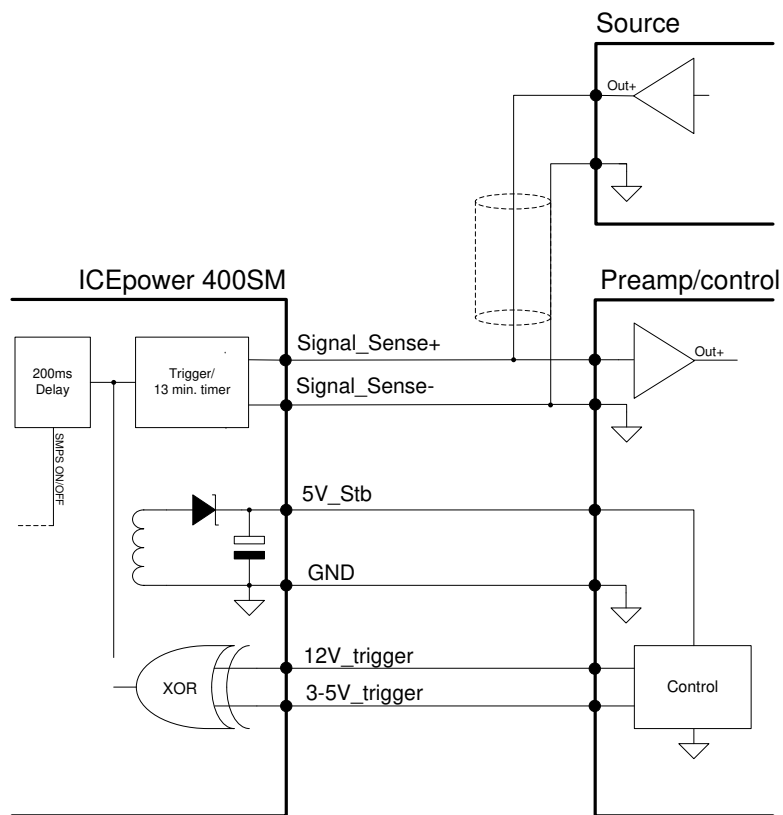 Source
Out+
ICEpower 400SM
Preamp/control
Signal_Sense+
Out+
200ms
Delay
Trigger/
13 min. timer
Signal_Sense-
SMPS ON/OFF
5V_Stb
GND
12V_trigger
XOR
Control
3-5V_trigger